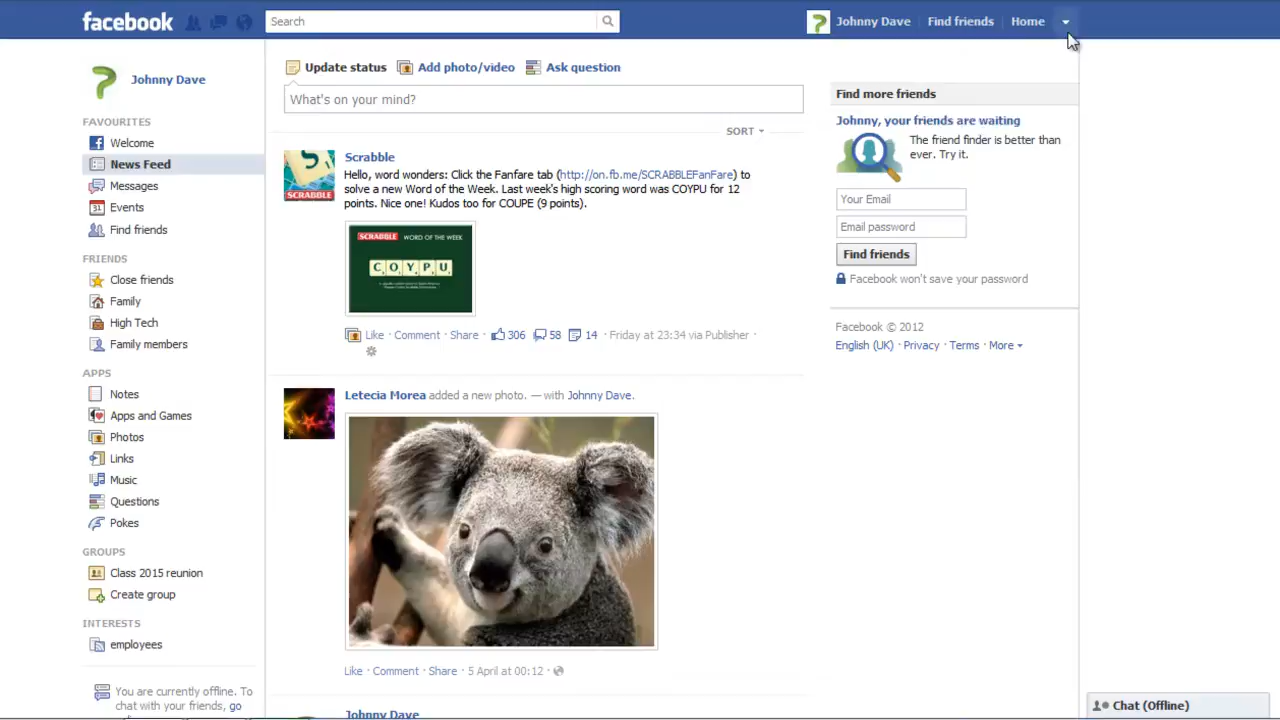 facebook
Search
Johnny Dave
Find friends
Home
Johnny Dave
FAVOURITES
Welcome
News Feed
Messages
31
Events
Find friends
FRIENDS
Close friends
Family
High Tech
Family members
APPS
Notes
Apps and Games
Photos
Links
Music
Questions
Pokes
GROUPS
Class 2015 reunion
Create group
INTERESTS
employees
You are currently offline. To
chat with your friends, go
Update status Add photo/video Ask question
What's on your mind?
SORT
SCRABBLE
Scrabble
Hello, word wonders: Click the Fanfare tab (http://on.fb.me/SCRABBLEFanFare) to
solve a new Word of the Week. Last week's high scoring word was COYPU for 12
points. Nice one! Kudos too for COUPE (9 points).
SCRABBLE WORD OF THE WEEK
COYPU
Like · Comment · Share · 306 58 14 · Friday at 23:34 via Publisher ·
Letecia Morea added a new photo. — with Johnny Dave.
Like · Comment · Share · 5 April at 00:12 ·
Johnny Dave
Find more friends
Johnny, your friends are waiting
The friend finder is better than
ever. Try it.
Your Email
Email password
Find friends
Facebook won't save your password
Facebook © 2012
English (UK) · Privacy · Terms · More
Chat (Offline)